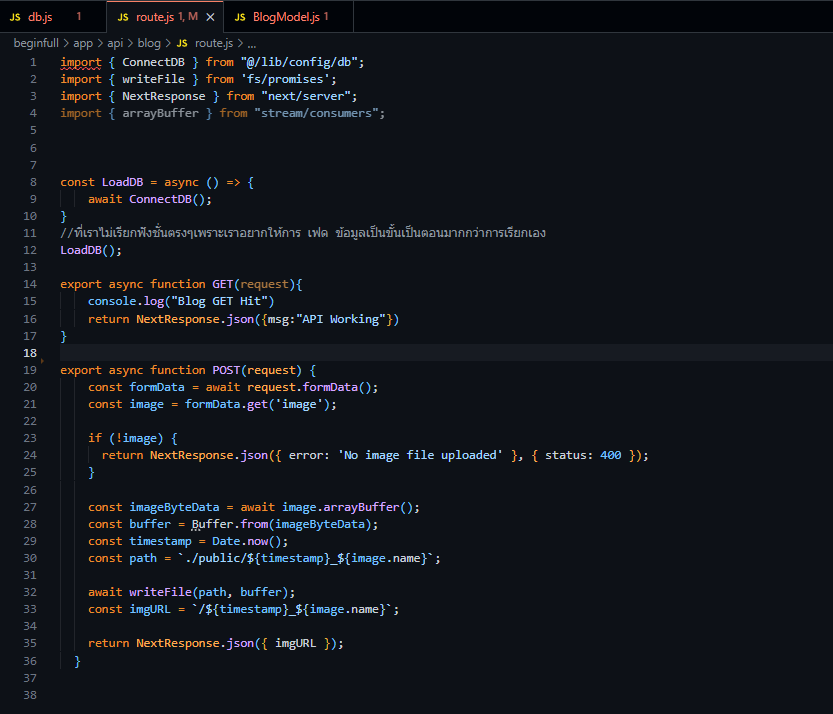 JS db.js 1 JS route.js 1, M × JS BlogModel.js 1
beginfull > app > api > blog > JS route.js > ...
1 import { ConnectDB } from "@/lib/config/db";
2 import { writeFile } from 'fs/promises';
3 import { NextResponse } from "next/server";
4 import { arrayBuffer } from "stream/consumers";
5
6
7
8 const LoadDB = async () => {
9 await ConnectDB();
10 }
11 //ที่เราไม่เรียกฟังชั่นตรงๆเพราะเราอยากให้การ เฟด ข้อมูลเป็นขั้นเป็นตอนมากกว่าการเรียกเอง
12 LoadDB();
13
14 export async function GET(request){
15 console.log("Blog GET Hit")
16 return NextResponse.json({msg:"API Working"})
17 }
18
19 export async function POST(request) {
20 const formData = await request.formData();
21 const image = formData.get('image');
22
23 if (!image) {
24 return NextResponse.json({ error: 'No image file uploaded' }, { status: 400 });
25 }
26
27 const imageByteData = await image.arrayBuffer();
28 const buffer = Buffer.from(imageByteData);
29 const timestamp = Date.now();
30 const path = `./public/${timestamp}_${image.name}`;
31
32 await writeFile(path, buffer);
33 const imgURL = `/${timestamp}_${image.name}`;
34
35 return NextResponse.json({ imgURL });
36 }
37
38